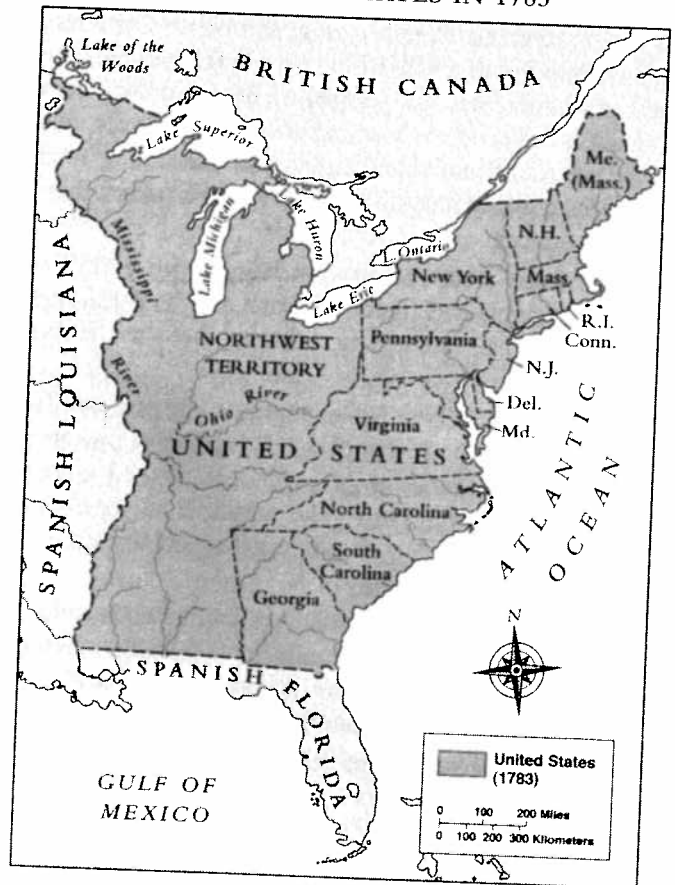 IN 1783
Lake of the
Woods
BRITISH CANADA
Lake Superior
Me.
(Mass.)
Lake Michigan
Lake Huron
N.H.
L. Ontario
Mississippi
New York
Mass.
Lake Erie
R.I.
Conn.
SPANISH LOUISIANA
NORTHWEST
TERRITORY
Pennsylvania
N.J.
River
Ohio River
Del.
Virginia
Md.
UNITED STATES
ATLANTIC
OCEAN
North Carolina
South
Carolina
Georgia
N
SPANISH FLORIDA
United States
(1783)
GULF OF
MEXICO
0 100 200 Miles
0 100 200 300 Kilometers